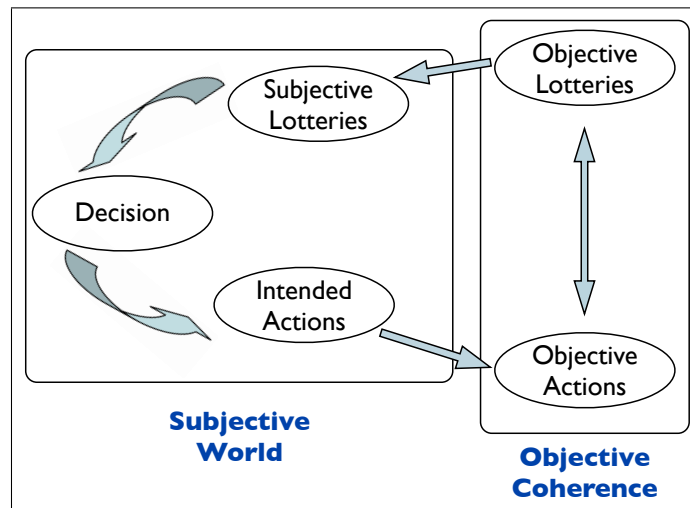 Subjective
Lotteries
Objective
Lotteries
Decision
Intended
Actions
Objective
Actions
Subjective
World
Objective
Coherence